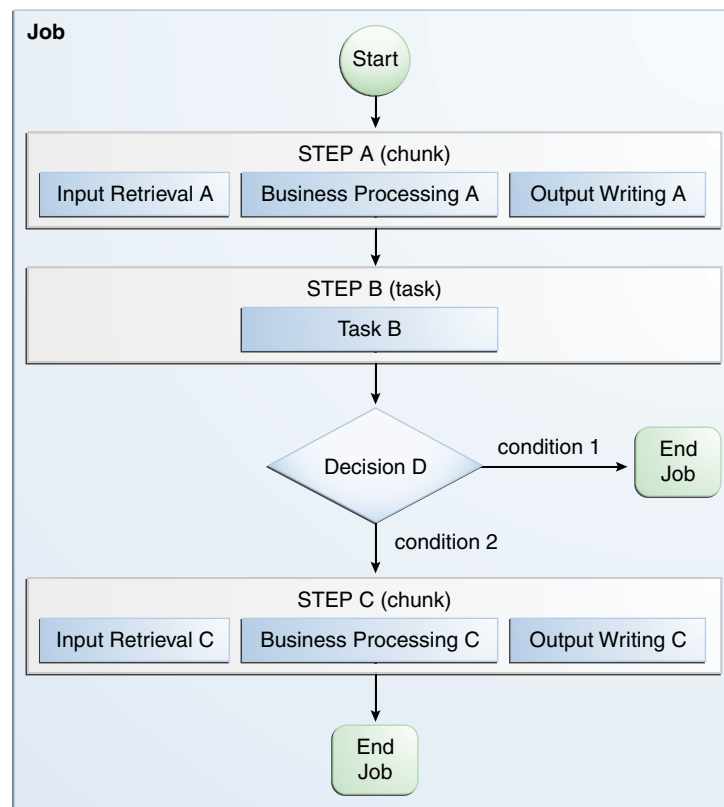 Job
Start
STEP A (chunk)
Input Retrieval A
Business Processing A
Output Writing A
STEP B (task)
Task B
Decision D
condition 1
End
Job
condition 2
STEP C (chunk)
Input Retrieval C
Business Processing C
Output Writing C
End
Job